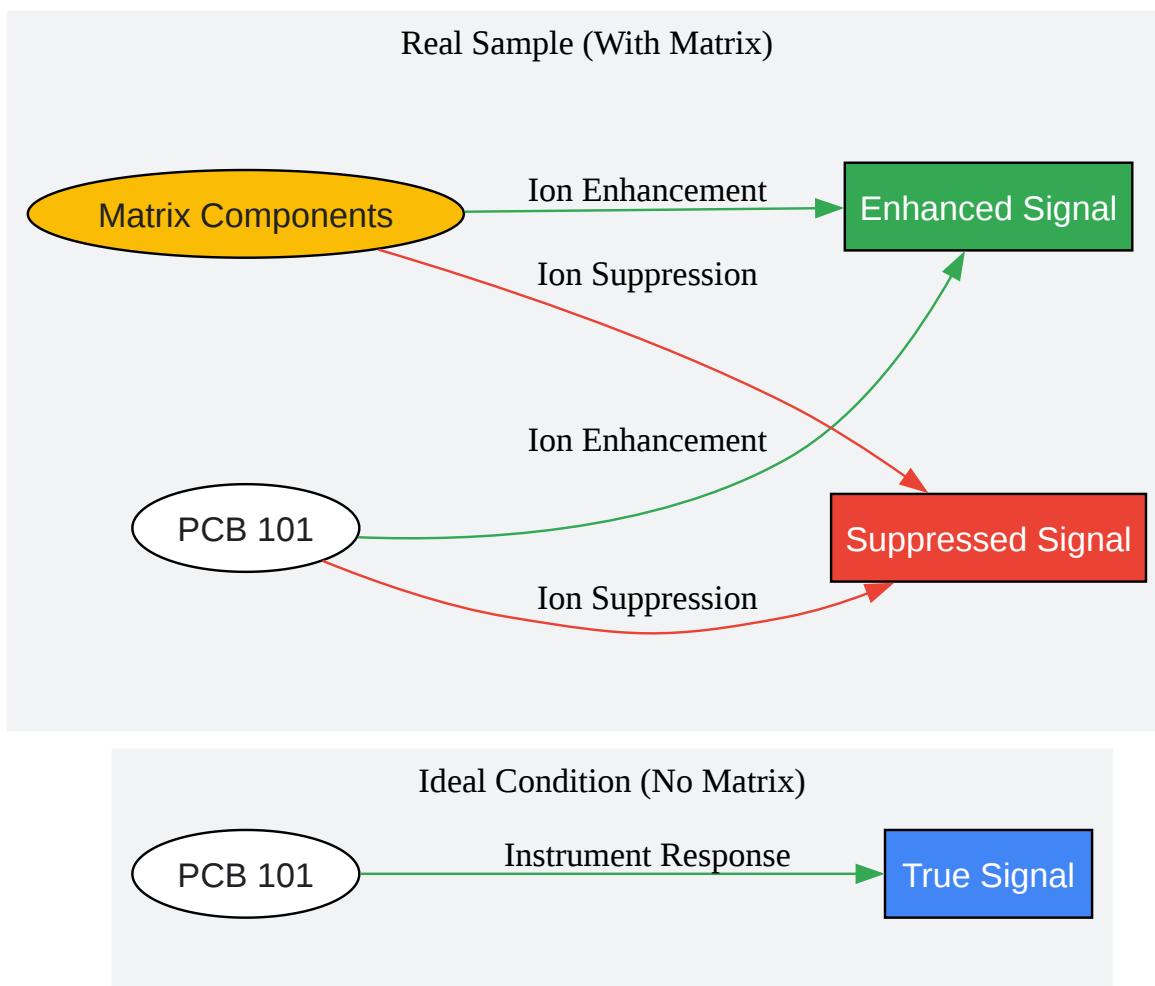 Real Sample (With Matrix)
Ion Enhancement
Matrix Components
Enhanced Signal
Ion Suppression
Ion Enhancement
PCB 101
Suppressed Signal
Ion Suppression
Ideal Condition (No Matrix)
Instrument Response
PCB 101
True Signal